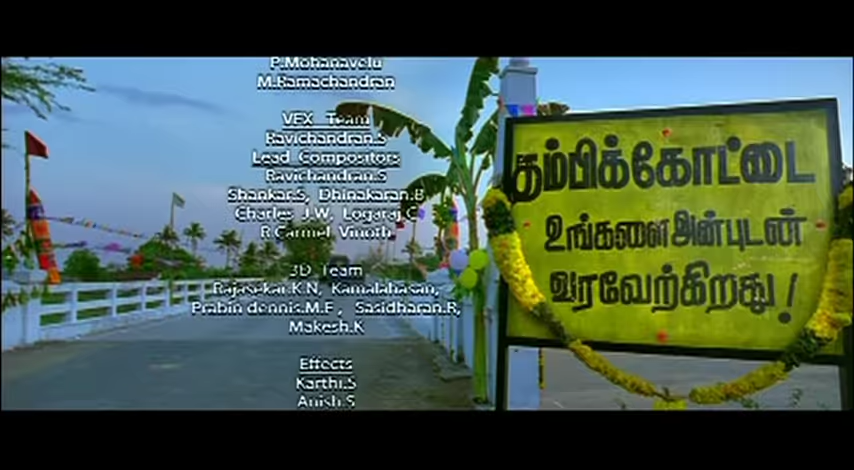 P.Mohanavelu
M.Ramachandran
VFX Team
Ravichandran.S
Lead Compositors
Ravichandran.S
Shankar.S, Dhinakaran.B
Charles J.W, Logaraj.C
R.Carmel Vinoth
3D Team
Rajasekar.K.N, Kamalahasan,
Prabin dennis.M.F, Sasidharan.R,
Makesh.K
Effects
Karthi.S
Anish.S
தம்பிக்கோட்டை
உங்களை அன்புடன்
வரவேற்கிறது!